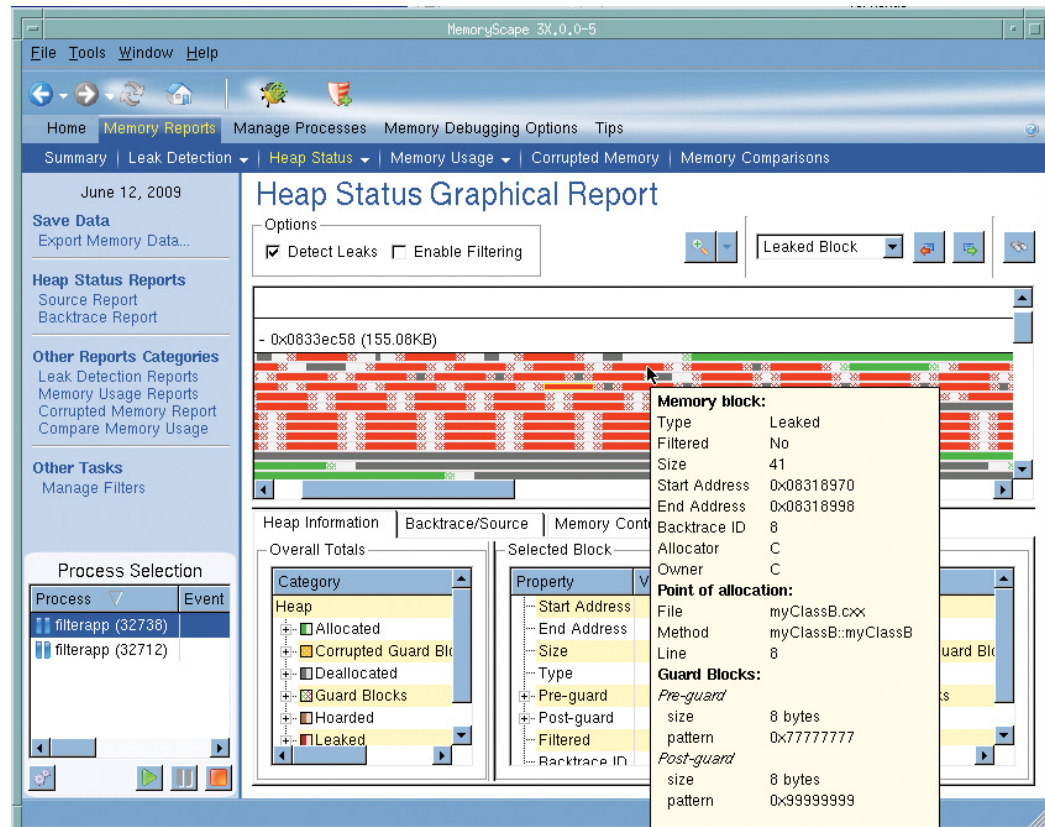 MemoryScape 3X.0.0-5
File Tools Window Help
Home Memory Reports Manage Processes Memory Debugging Options Tips
Summary | Leak Detection | Heap Status | Memory Usage | Corrupted Memory | Memory Comparisons
June 12, 2009
Save Data
Export Memory Data...
Heap Status Reports
Source Report
Backtrace Report
Other Reports Categories
Leak Detection Reports
Memory Usage Reports
Corrupted Memory Report
Compare Memory Usage
Other Tasks
Manage Filters
Process Selection
Process Event
filterapp (32738)
filterapp (32712)
Heap Status Graphical Report
Options
Detect Leaks Enable Filtering
Leaked Block
- 0x0833ec58 (155.08KB)
Heap Information Backtrace/Source Memory Cont
Overall Totals
Category
Heap
Allocated
Corrupted Guard Blo
Deallocated
Guard Blocks
Hoarded
Leaked
Selected Block
Property V
Start Address
End Address
Size
Type
Pre-guard
Post-guard
Filtered
Backtrace ID
uard Blo
ks
Memory block:
Type Leaked
Filtered No
Size 41
Start Address 0x08318970
End Address 0x08318998
Backtrace ID 8
Allocator C
Owner C
Point of allocation:
File myClassB.cxx
Method myClassB::myClassB
Line 8
Guard Blocks:
Pre-guard
size 8 bytes
pattern 0x77777777
Post-guard
size 8 bytes
pattern 0x99999999